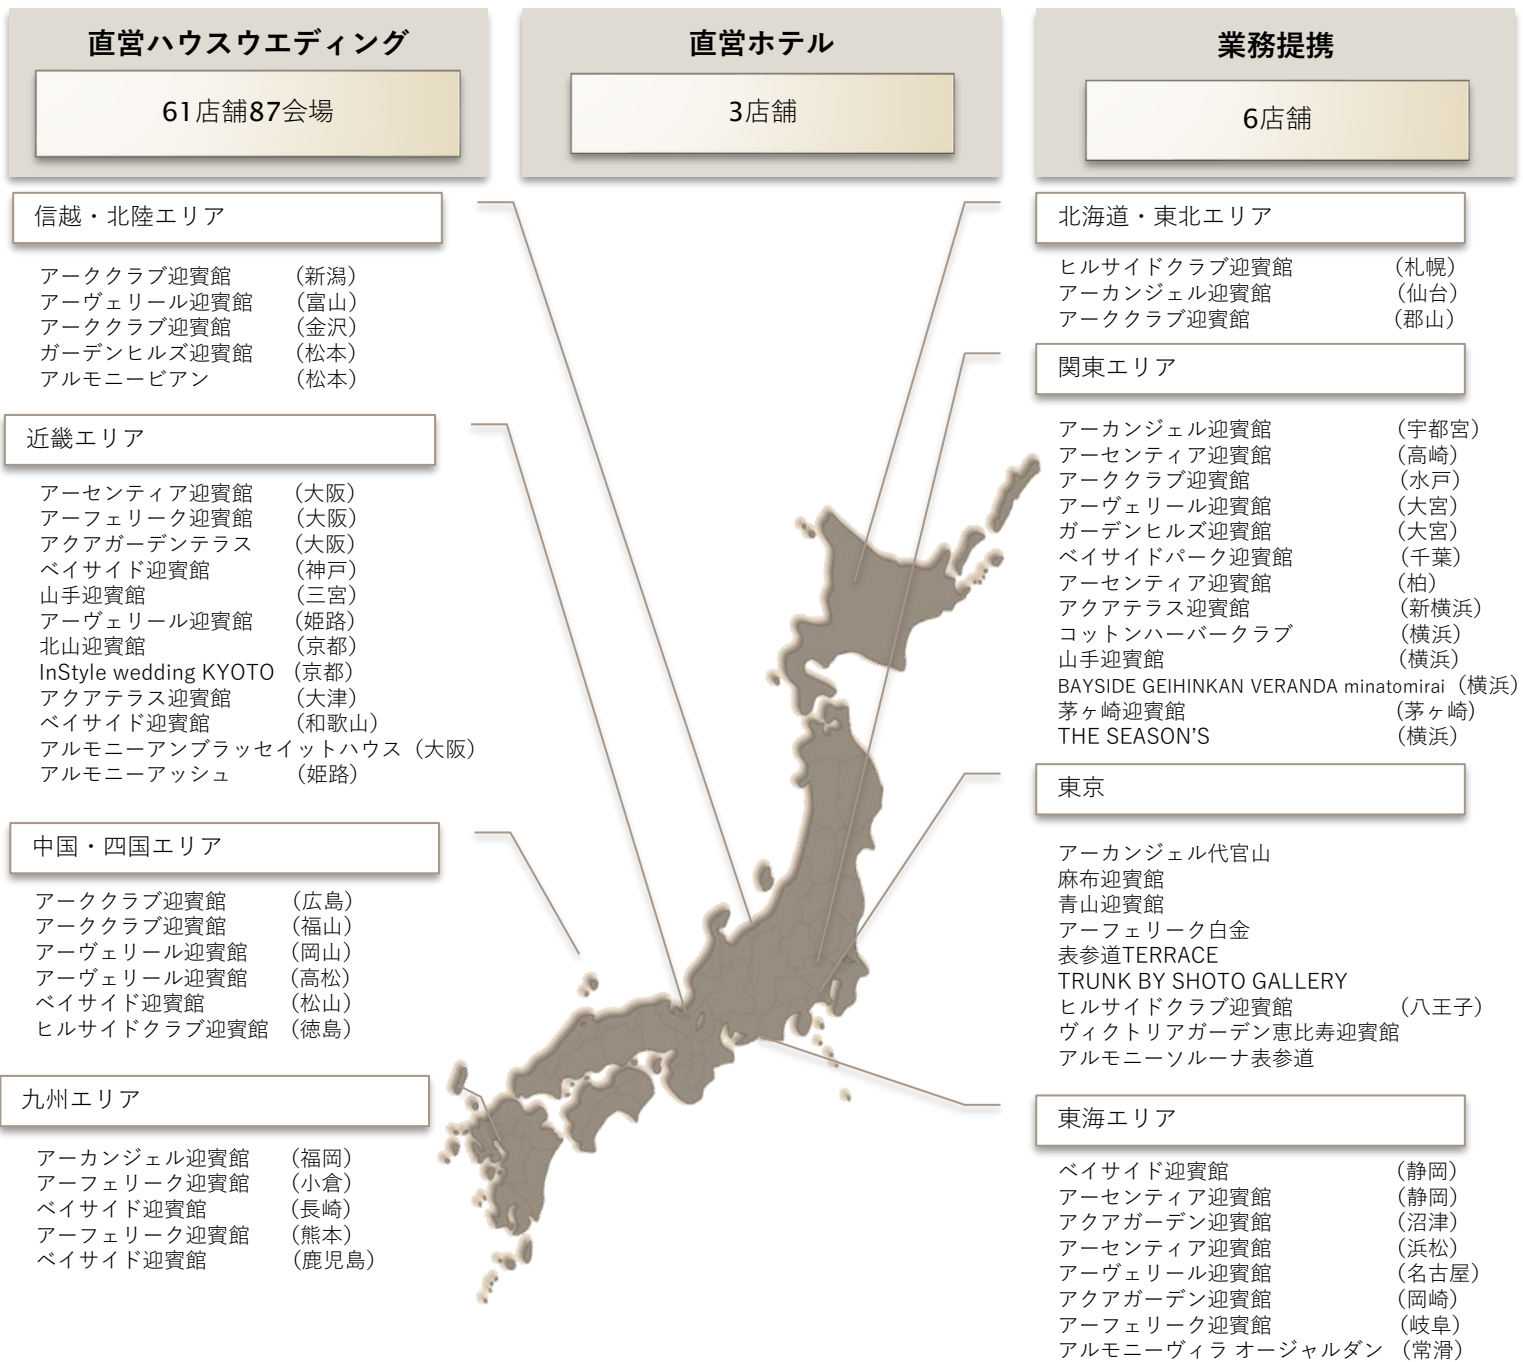 直営ハウスウエディング
61店舗87会場
直営ホテル
3店舗
業務提携
6店舗
信越・北陸エリア
アーククラブ迎賓館 （新潟）
アーヴェリール迎賓館 （富山）
アーククラブ迎賓館 （金沢）
ガーデンヒルズ迎賓館 （松本）
アルモニービアン （松本）
近畿エリア
アーセンティア迎賓館 （大阪）
アーフェリーク迎賓館 （大阪）
アクアガーデンテラス （大阪）
ベイサイド迎賓館 （神戸）
山手迎賓館 （三宮）
アーヴェリール迎賓館 （姫路）
北山迎賓館 （京都）
InStyle wedding KYOTO （京都）
アクアテラス迎賓館 （大津）
ベイサイド迎賓館 （和歌山）
アルモニーアンブラッセイットハウス（大阪）
アルモニーアッシュ （姫路）
中国・四国エリア
アーククラブ迎賓館 （広島）
アーククラブ迎賓館 （福山）
アーヴェリール迎賓館 （岡山）
アーヴェリール迎賓館 （高松）
ベイサイド迎賓館 （松山）
ヒルサイドクラブ迎賓館 （徳島）
九州エリア
アーカンジェル迎賓館 （福岡）
アーフェリーク迎賓館 （小倉）
ベイサイド迎賓館 （長崎）
アーフェリーク迎賓館 （熊本）
ベイサイド迎賓館 （鹿児島）
北海道・東北エリア
ヒルサイドクラブ迎賓館 （札幌）
アーカンジェル迎賓館 （仙台）
アーククラブ迎賓館 （郡山）
関東エリア
アーカンジェル迎賓館 （宇都宮）
アーセンティア迎賓館 （高崎）
アーククラブ迎賓館 （水戸）
アーヴェリール迎賓館 （大宮）
ガーデンヒルズ迎賓館 （大宮）
ベイサイドパーク迎賓館 （千葉）
アーセンティア迎賓館 （柏）
アクアテラス迎賓館 （新横浜）
コットンハーバークラブ （横浜）
山手迎賓館 （横浜）
BAYSIDE GEIHINKAN VERANDA minatomirai （横浜）
茅ヶ崎迎賓館 （茅ヶ崎）
THE SEASON’S （横浜）
東京
アーカンジェル代官山
麻布迎賓館
青山迎賓館
アーフェリーク白金
表参道TERRACE
TRUNK BY SHOTO GALLERY
ヒルサイドクラブ迎賓館 （八王子）
ヴィクトリアガーデン恵比寿迎賓館
アルモニーソルーナ表参道
東海エリア
ベイサイド迎賓館 （静岡）
アーセンティア迎賓館 （静岡）
アクアガーデン迎賓館 （沼津）
アーセンティア迎賓館 （浜松）
アーヴェリール迎賓館 （名古屋）
アクアガーデン迎賓館 （岡崎）
アーフェリーク迎賓館 （岐阜）
アルモニーヴィラ オージャルダン （常滑）